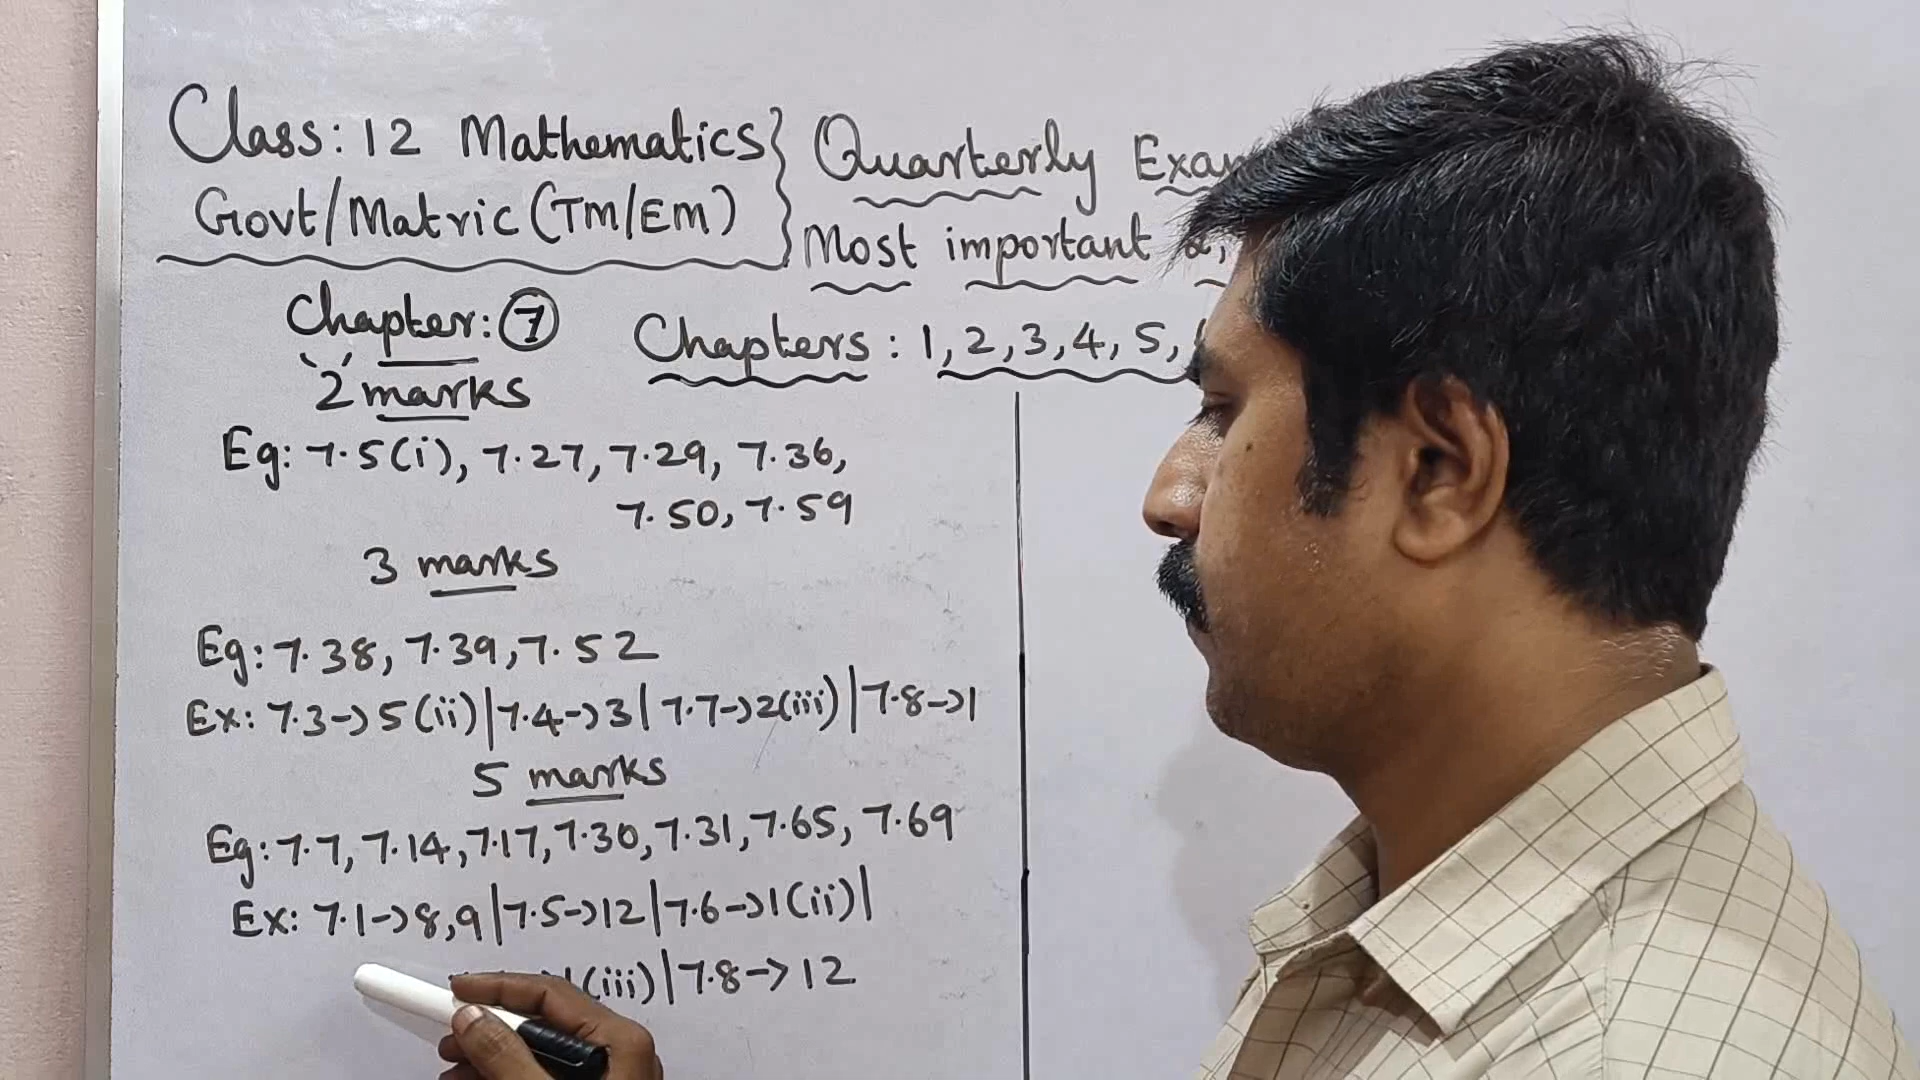 Class: 12 Mathematics
Govt/Matric (TM/EM)
Quarterly
Most important
Chapter: 7
Chapters: 1, 2, 3, 4, 5,
2 marks
Eg: 7.5(i), 7.27, 7.29, 7.36,
7.50, 7.59
3 marks
Eg: 7.38, 7.39, 7.52
Ex: 7.3->5(ii)|7.4->3|7.7->2(iii)|7.8->1
5 marks
Eg: 7.7, 7.14, 7.17, 7.30, 7.31, 7.65, 7.69
Ex: 7.1->8,9|7.5->12|7.6->1(ii)|
(iii)|7.8->12